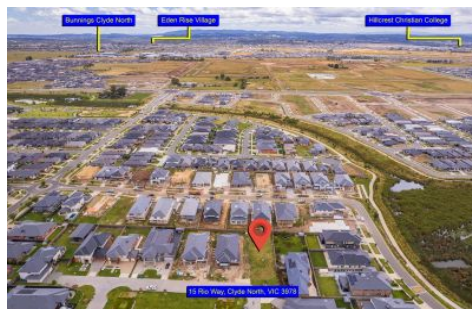 Bunnings Clyde North
Eden Rise Village
Hillcrest Christian College
15 Rio Way, Clyde North, VIC 3978